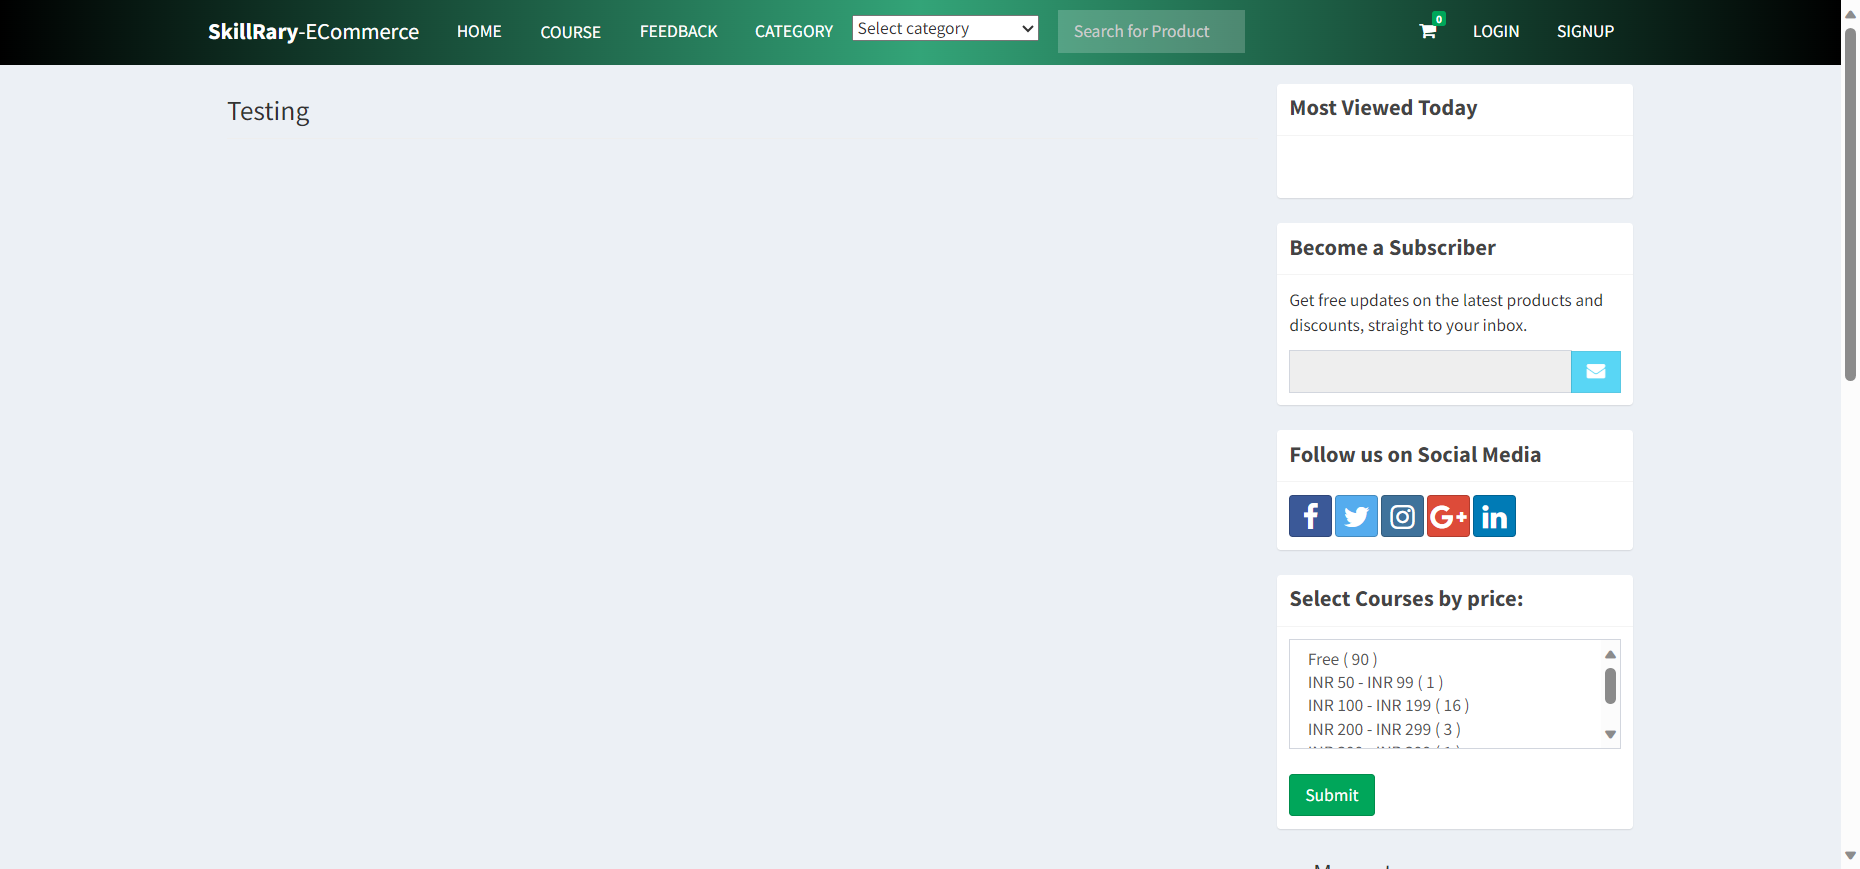 SkillRary-ECommerce HOME COURSE FEEDBACK CATEGORY Select category Search for Product 0 LOGIN SIGNUP
Testing
Most Viewed Today
Become a Subscriber
Get free updates on the latest products and
discounts, straight to your inbox.
Follow us on Social Media
Select Courses by price:
Free ( 90 )
INR 50 - INR 99 ( 1 )
INR 100 - INR 199 ( 16 )
INR 200 - INR 299 ( 3 )
Submit